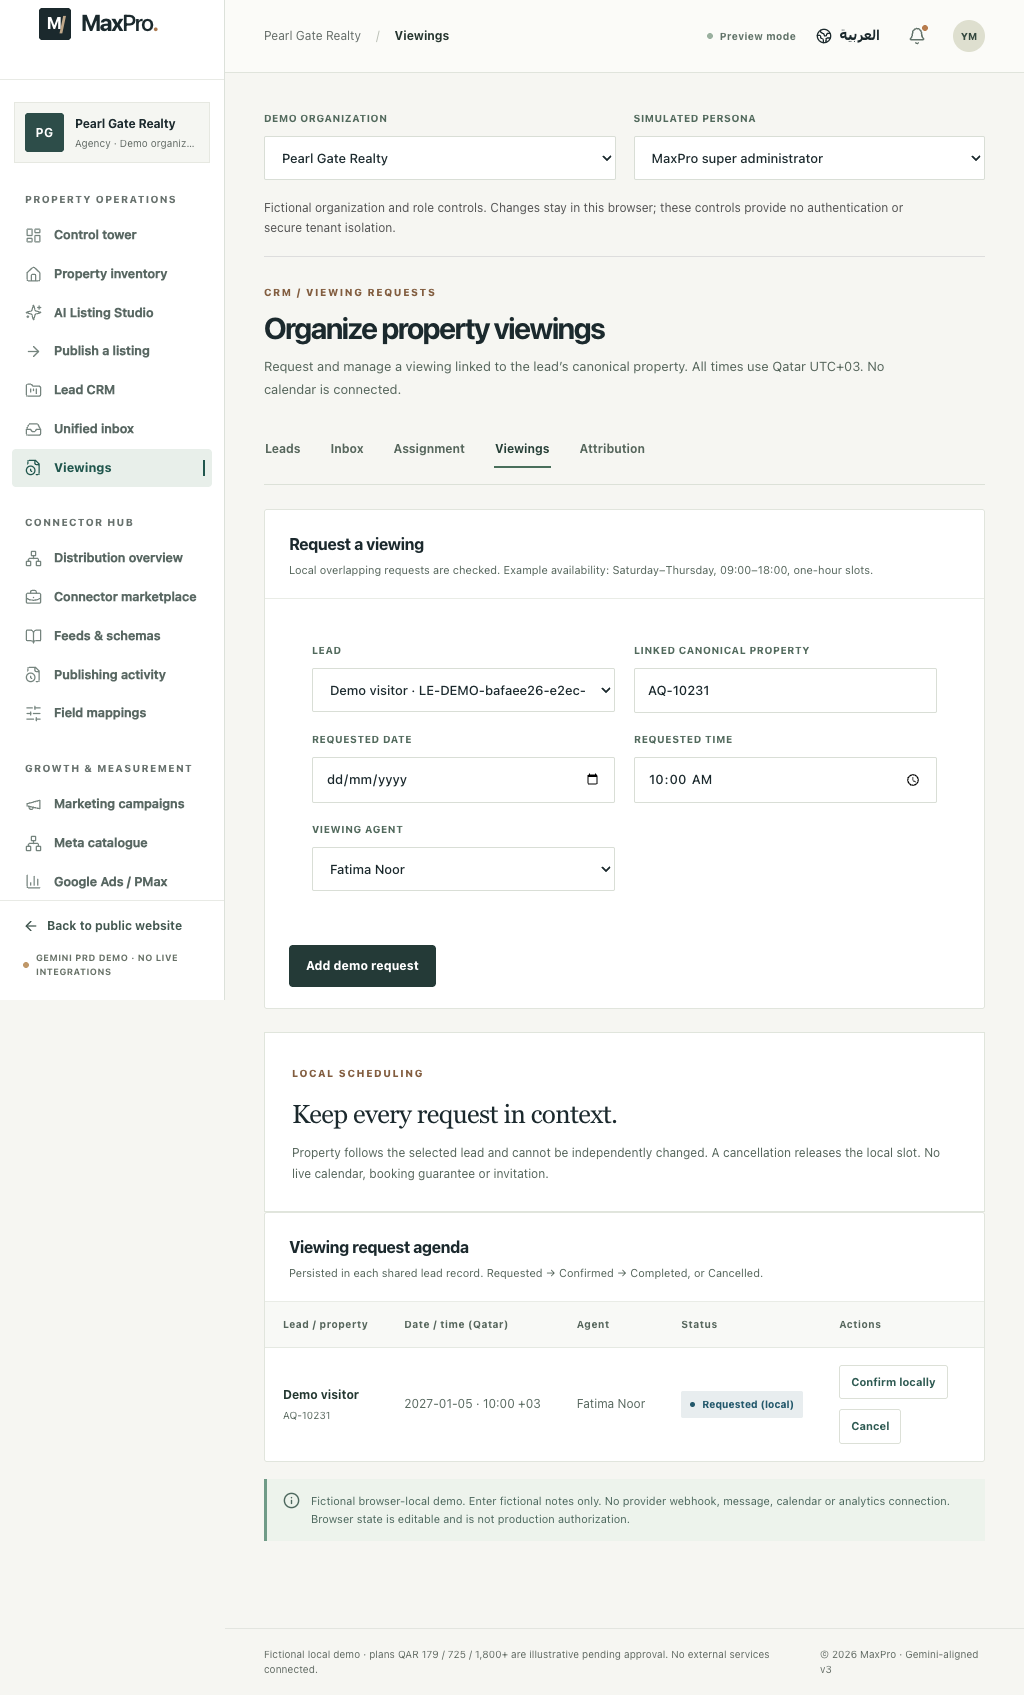 M/ MaxPro.
Pearl Gate Realty / Viewings
Preview mode
العربية
YM
PG
Pearl Gate Realty
Agency · Demo organiz...
PROPERTY OPERATIONS
Control tower
Property inventory
AI Listing Studio
Publish a listing
Lead CRM
Unified inbox
Viewings
CONNECTOR HUB
Distribution overview
Connector marketplace
Feeds & schemas
Publishing activity
Field mappings
GROWTH & MEASUREMENT
Marketing campaigns
Meta catalogue
Google Ads / PMax
Back to public website
GEMINI PRD DEMO · NO LIVE
INTEGRATIONS
DEMO ORGANIZATION
Pearl Gate Realty
SIMULATED PERSONA
MaxPro super administrator
Fictional organization and role controls. Changes stay in this browser; these controls provide no authentication or
secure tenant isolation.
CRM / VIEWING REQUESTS
Organize property viewings
Request and manage a viewing linked to the lead's canonical property. All times use Qatar UTC+03. No
calendar is connected.
Leads Inbox Assignment Viewings Attribution
Request a viewing
Local overlapping requests are checked. Example availability: Saturday–Thursday, 09:00–18:00, one-hour slots.
LEAD
Demo visitor · LE-DEMO-bafaee26-e2ec-
LINKED CANONICAL PROPERTY
AQ-10231
REQUESTED DATE
dd/mm/yyyy
REQUESTED TIME
10:00 AM
VIEWING AGENT
Fatima Noor
Add demo request
LOCAL SCHEDULING
Keep every request in context.
Property follows the selected lead and cannot be independently changed. A cancellation releases the local slot. No
live calendar, booking guarantee or invitation.
Viewing request agenda
Persisted in each shared lead record. Requested → Confirmed → Completed, or Cancelled.
Lead / property Date / time (Qatar) Agent Status Actions
Demo visitor
AQ-10231
2027-01-05 · 10:00 +03
Fatima Noor
Requested (local)
Confirm locally
Cancel
Fictional browser-local demo. Enter fictional notes only. No provider webhook, message, calendar or analytics connection.
Browser state is editable and is not production authorization.
Fictional local demo · plans QAR 179 / 725 / 1,800+ are illustrative pending approval. No external services
connected.
© 2026 MaxPro · Gemini-aligned
v3